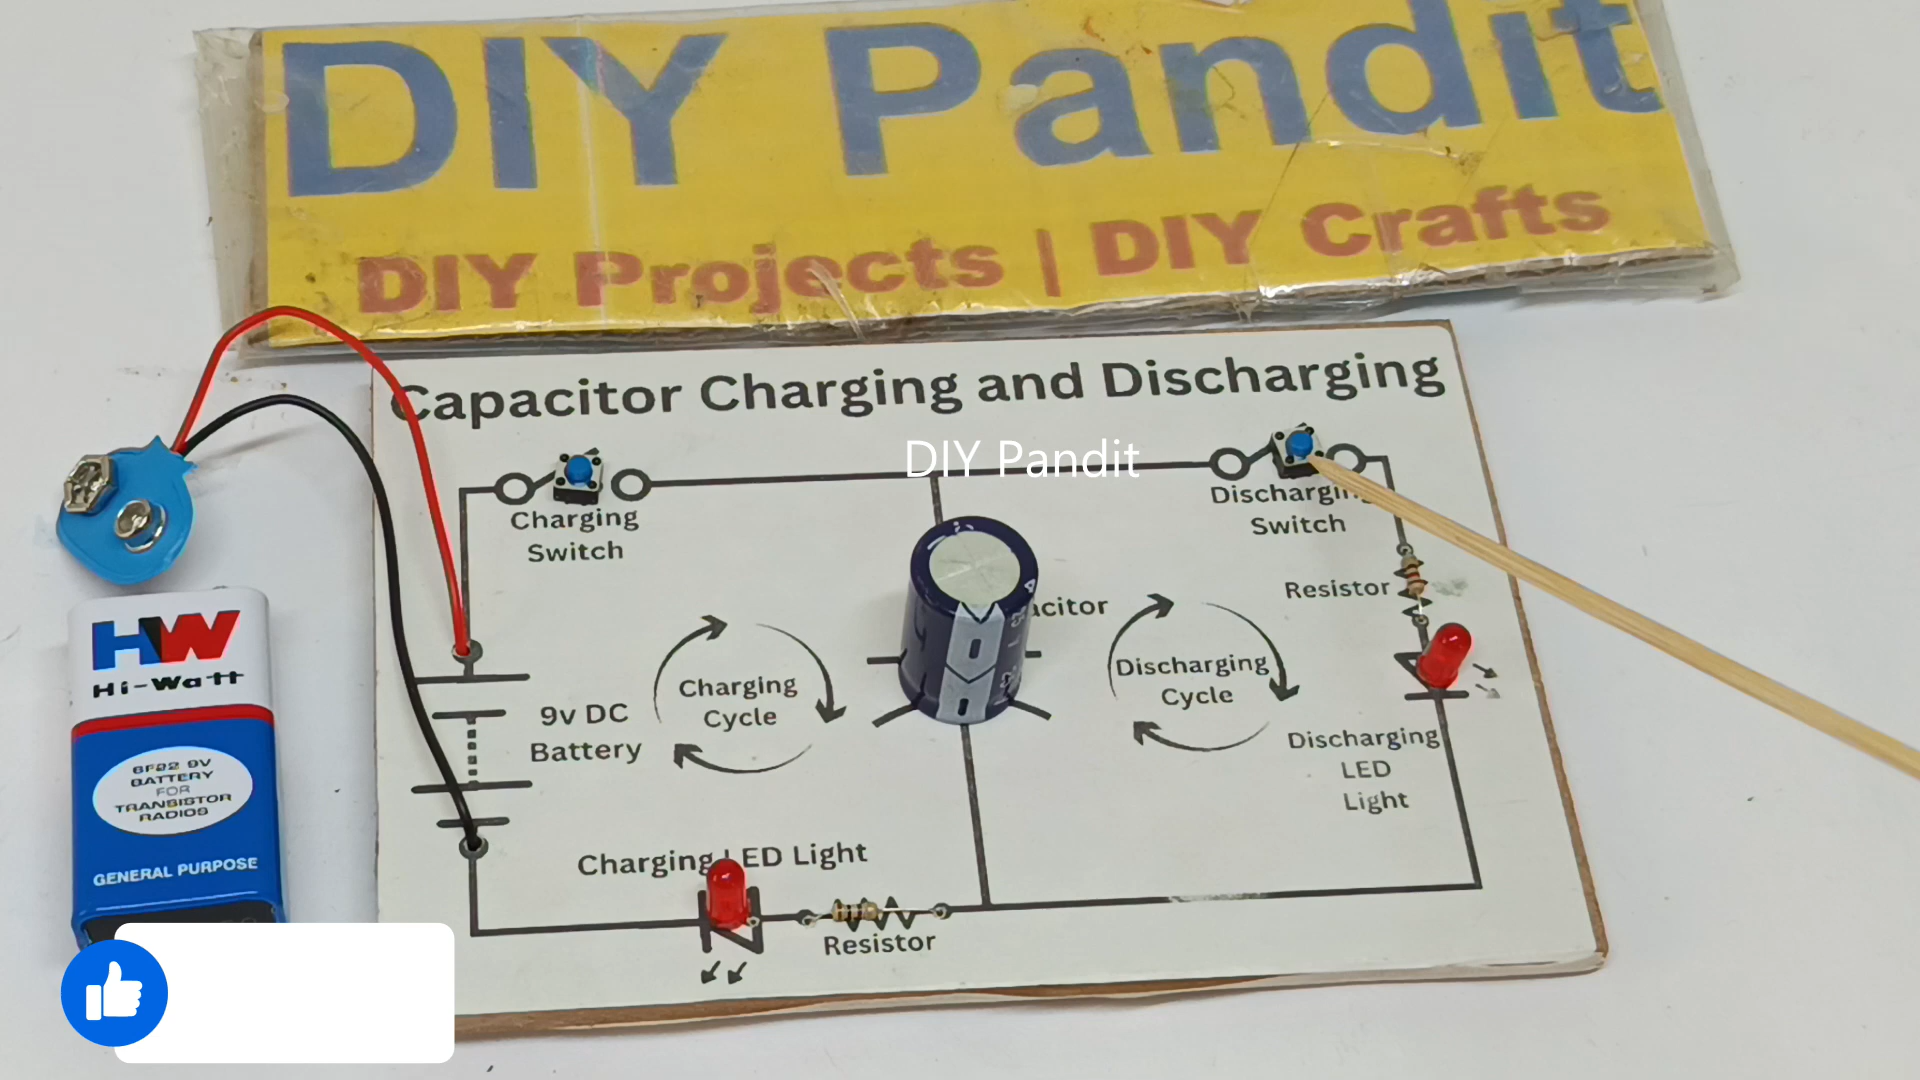 DIY Pandit
DIY Projects | DIY Crafts
Capacitor Charging and Discharging
DIY Pandit
Charging
Switch
Discharging
Switch
Resistor
acitor
Charging
Cycle
Discharging
Cycle
9v DC
Battery
Discharging
LED
Light
Charging LED Light
Resistor
HW
Hi-Watt
6F22 9V
BATTERY
FOR
TRANSISTOR
RADIOS
GENERAL PURPOSE